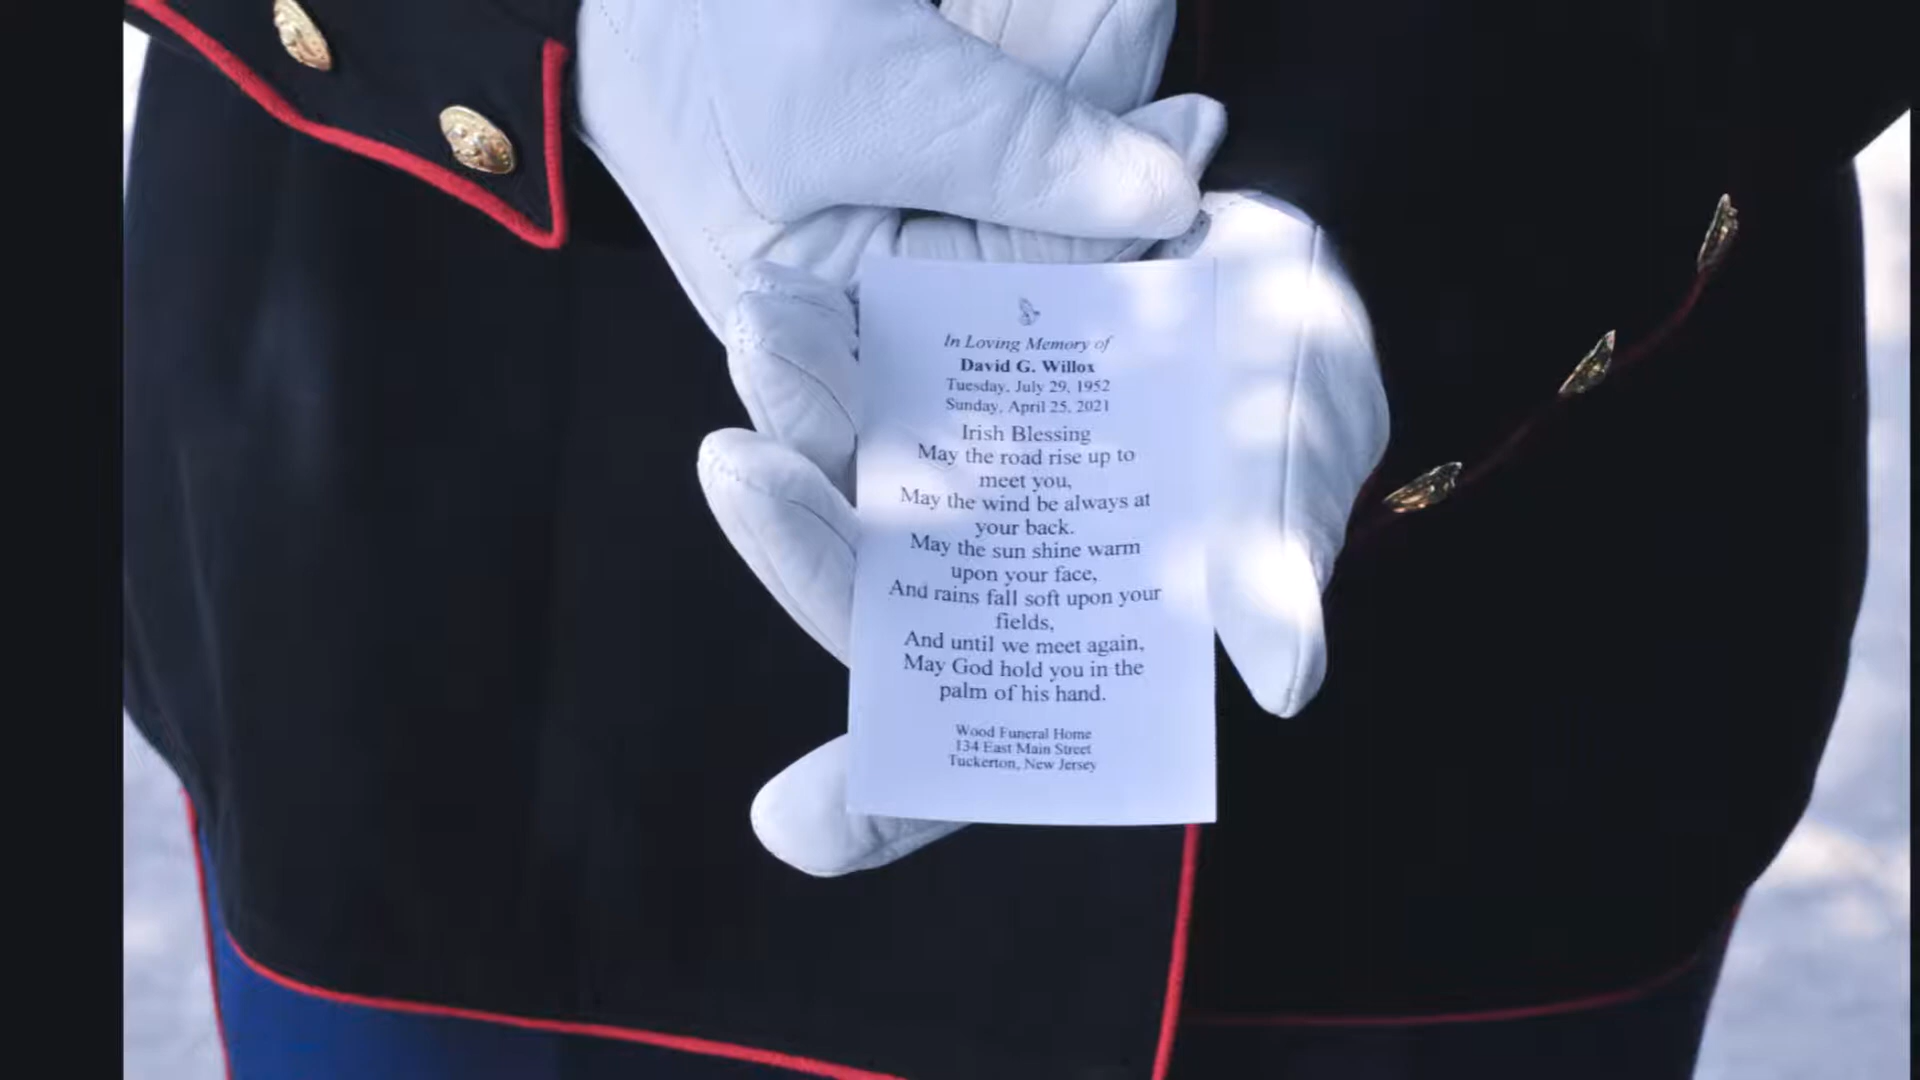 In Loving Memory of
David G. Willox
Tuesday, July 29, 1952
Sunday, April 25, 2021
Irish Blessing
May the road rise up to
meet you,
May the wind be always at
your back.
May the sun shine warm
upon your face,
And rains fall soft upon your
fields,
And until we meet again,
May God hold you in the
palm of his hand.
Wood Funeral Home
134 East Main Street
Tuckerton, New Jersey